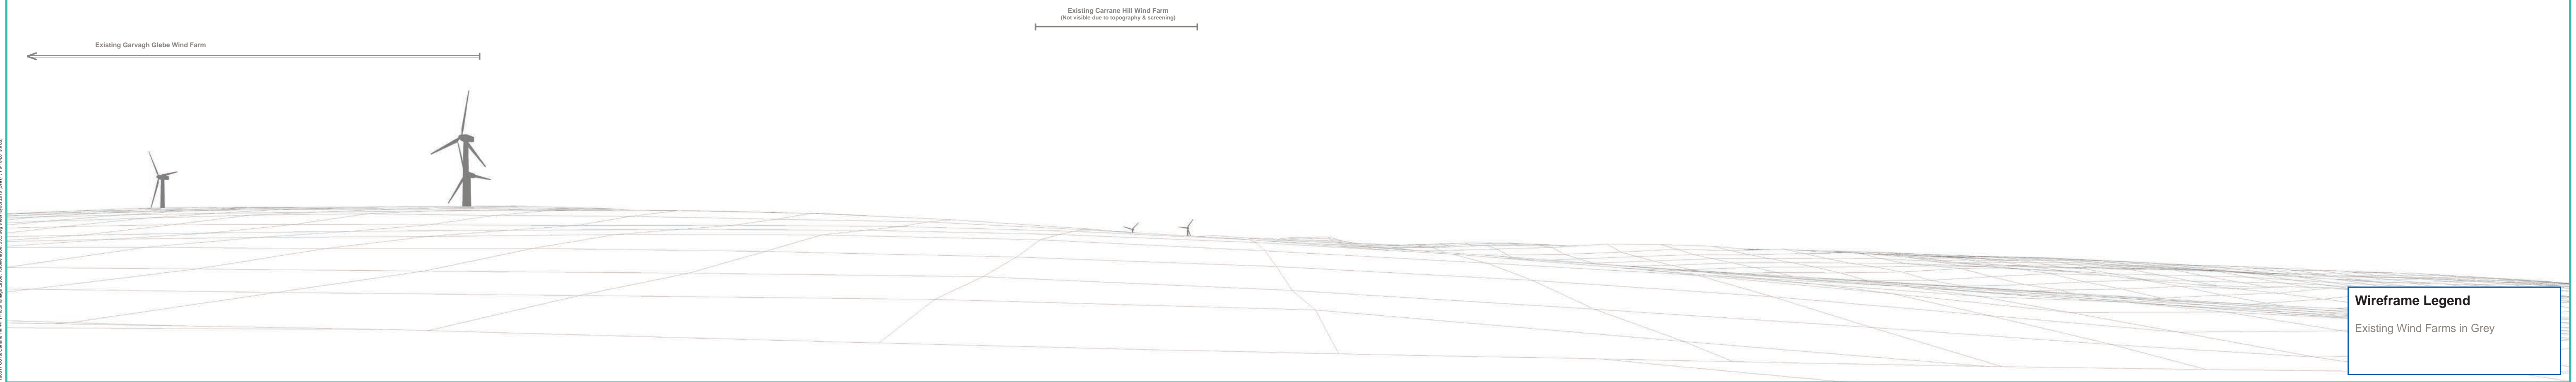 Existing Carrane Hill Wind Farm
(Not visible due to topography & screening)
Existing Garvagh Glebe Wind Farm
Wireframe Legend
Existing Wind Farms in Grey